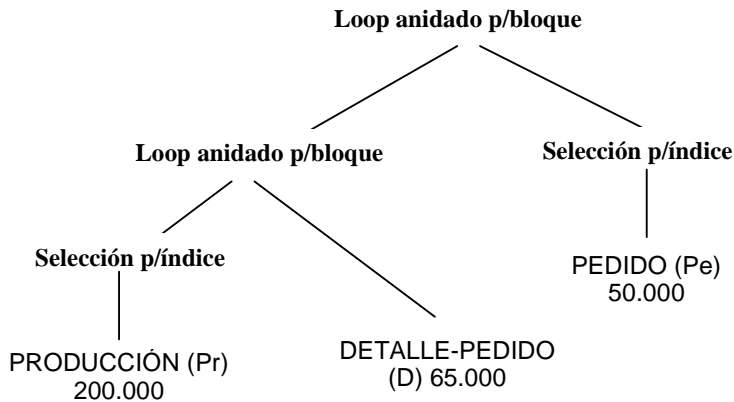 Loop anidado p/bloque
Loop anidado p/bloque
Selección p/índice
Selección p/índice
PEDIDO (Pe)
50.000
PRODUCCIÓN (Pr)
200.000
DETALLE-PEDIDO
(D) 65.000